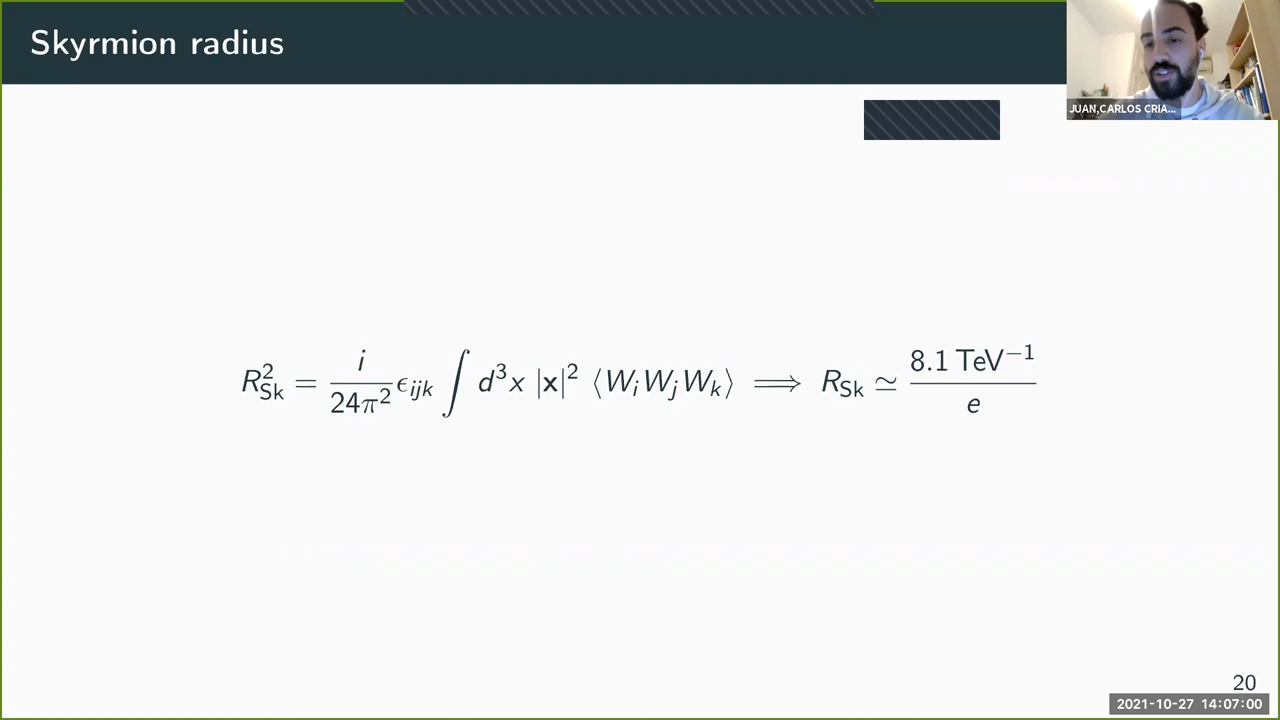 Skyrmion radius
JUAN,CARLOS CRIA...
R²_Sk = i/24π² ε_ijk ∫ d³x |x|² ⟨W_i W_j W_k⟩ ⟹ R_Sk ≃ 8.1 TeV⁻¹/e
20
2021-10-27 14:07:00